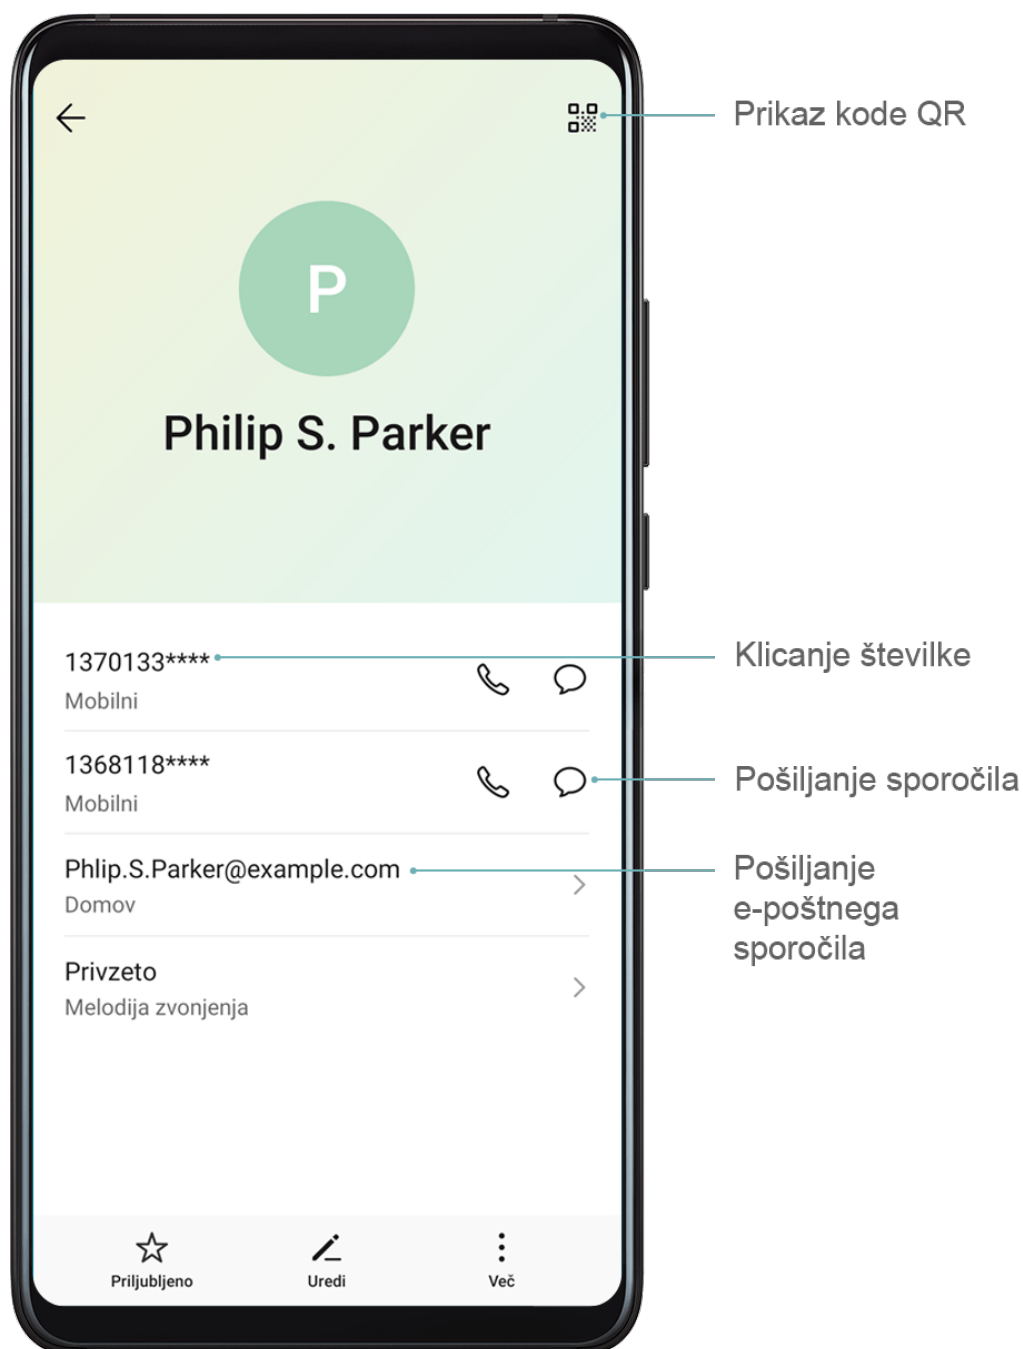 Prikaz kode QR
P
Philip S. Parker
1370133****
Klicanje številke
Mobilni
1368118****
Pošiljanje sporočila
Mobilni
Phlip.S.Parker@example.com
Domov
Pošiljanje
e-poštnega
sporočila
Privzeto
Melodija zvonjenja
Priljubljeno
Uredi
Več